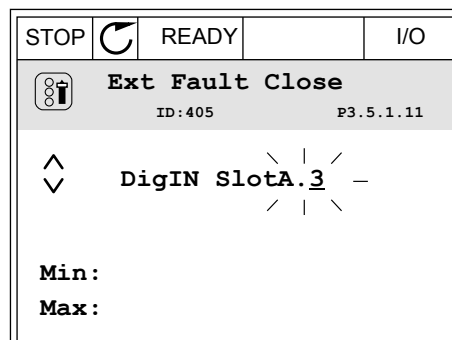 STOP READY I/O
Ext Fault Close
ID:405 P3.5.1.11
DigIN SlotA.3
Min:
Max: